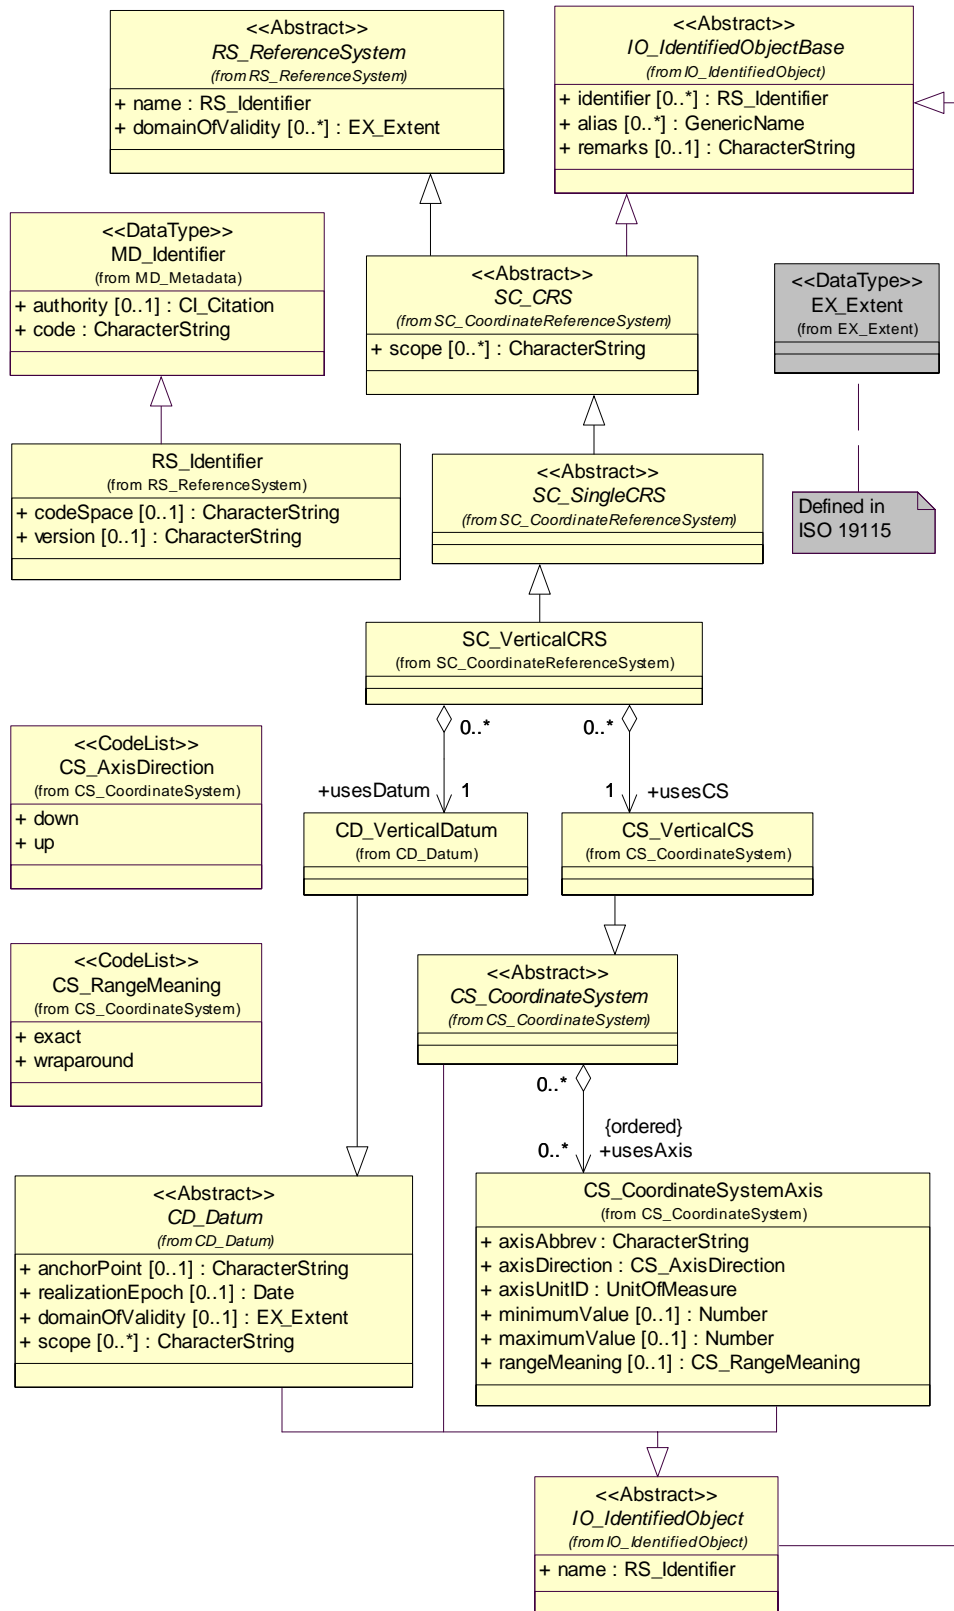 <<Abstract>>
RS_ReferenceSystem
(from RS_ReferenceSystem)
+ name : RS_Identifier
+ domainOfValidity [0..*] : EX_Extent
<<Abstract>>
IO_IdentifiedObjectBase
(from IO_IdentifiedObject)
+ identifier [0..*] : RS_Identifier
+ alias [0..*] : GenericName
+ remarks [0..1] : CharacterString
<<DataType>>
MD_Identifier
(from MD_Metadata)
+ authority [0..1] : CI_Citation
+ code : CharacterString
<<Abstract>>
SC_CRS
(from SC_CoordinateReferenceSystem)
+ scope [0..*] : CharacterString
<<DataType>>
EX_Extent
(from EX_Extent)
RS_Identifier
(from RS_ReferenceSystem)
+ codeSpace [0..1] : CharacterString
+ version [0..1] : CharacterString
<<Abstract>>
SC_SingleCRS
(from SC_CoordinateReferenceSystem)
Defined in
ISO 19115
SC_VerticalCRS
(from SC_CoordinateReferenceSystem)
0..*
0..*
<<CodeList>>
CS_AxisDirection
(from CS_CoordinateSystem)
+ down
+ up
+usesDatum
1
1
+usesCS
CD_VerticalDatum
(from CD_Datum)
CS_VerticalCS
(from CS_CoordinateSystem)
<<CodeList>>
CS_RangeMeaning
(from CS_CoordinateSystem)
+ exact
+ wraparound
<<Abstract>>
CS_CoordinateSystem
(from CS_CoordinateSystem)
0..*
{ordered}
0..*
+usesAxis
<<Abstract>>
CD_Datum
(from CD_Datum)
+ anchorPoint [0..1] : CharacterString
+ realizationEpoch [0..1] : Date
+ domainOfValidity [0..1] : EX_Extent
+ scope [0..*] : CharacterString
CS_CoordinateSystemAxis
(from CS_CoordinateSystem)
+ axisAbbrev : CharacterString
+ axisDirection : CS_AxisDirection
+ axisUnitID : UnitOfMeasure
+ minimumValue [0..1] : Number
+ maximumValue [0..1] : Number
+ rangeMeaning [0..1] : CS_RangeMeaning
<<Abstract>>
IO_IdentifiedObject
(from IO_IdentifiedObject)
+ name : RS_Identifier